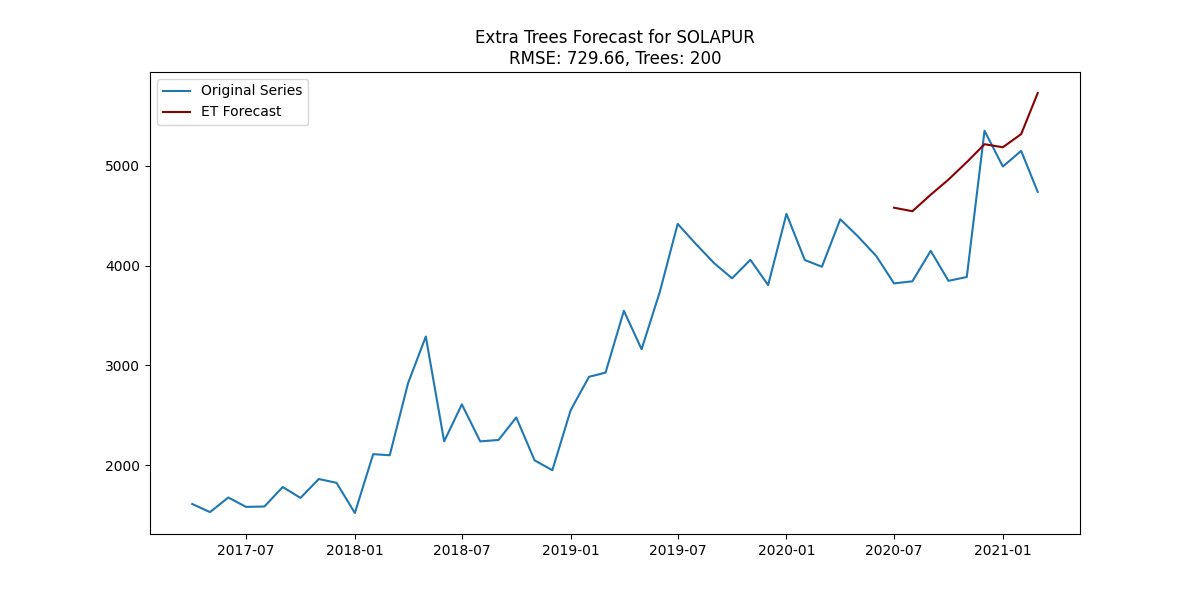 Extra Trees Forecast for SOLAPUR
RMSE: 729.66, Trees: 200
Original Series
ET Forecast
5000
4000
3000
2000
2017-07 2018-01 2018-07 2019-01 2019-07 2020-01 2020-07 2021-01